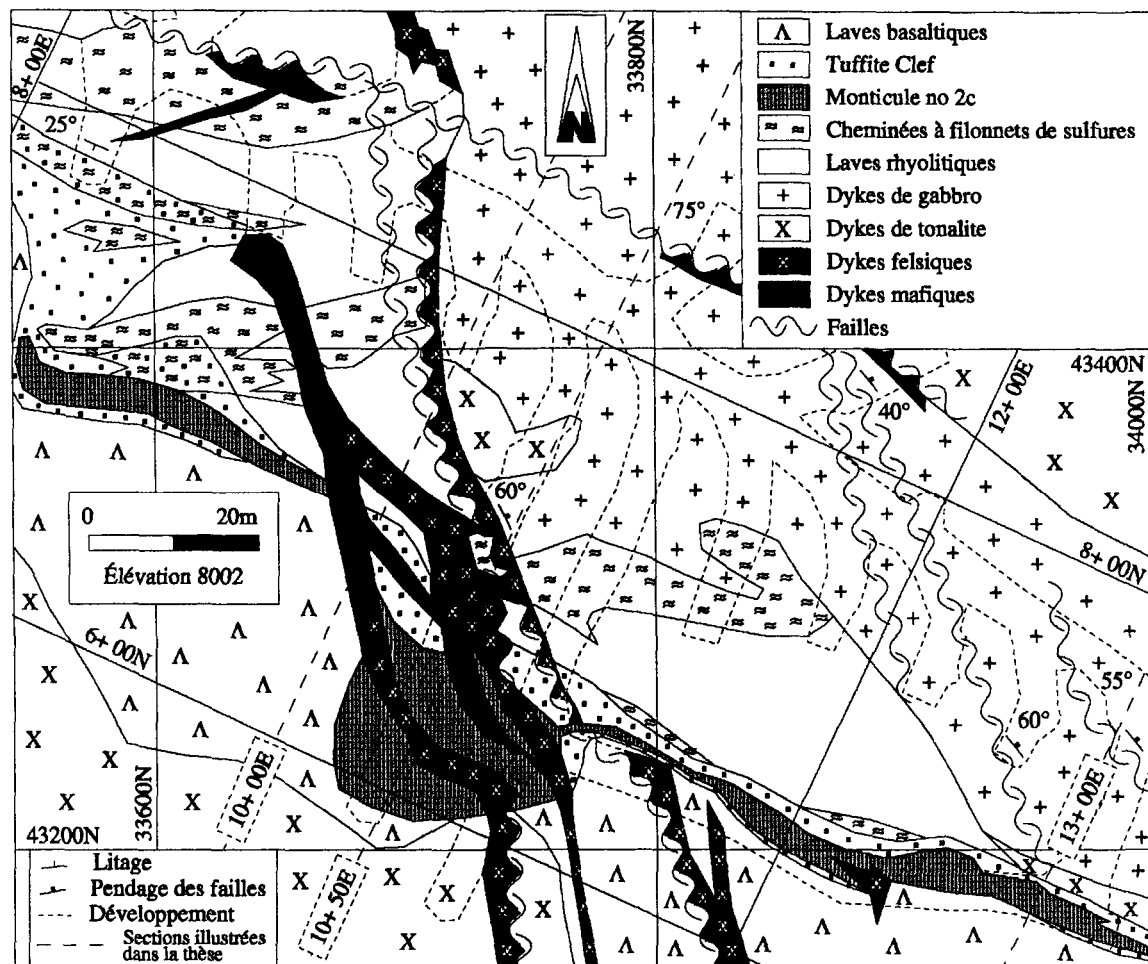 8+ 00E
25°
N
33800N
75°
Laves basaltiques
Tuffite Clef
Monticule no 2c
Cheminées à filonnets de sulfures
Laves rhyolitiques
Dykes de gabbro
Dykes de tonalite
Dykes felsiques
Dykes mafiques
Failles
43400N
34000N
12+ 00E
40°
60°
0 20m
Élévation 8002
8+ 00N
6+ 00N
55°
60°
13+ 00E
10+ 00E
10+ 50E
33600N
43200N
Litage
Pendage des failles
Développement
Sections illustrées
dans la thèse